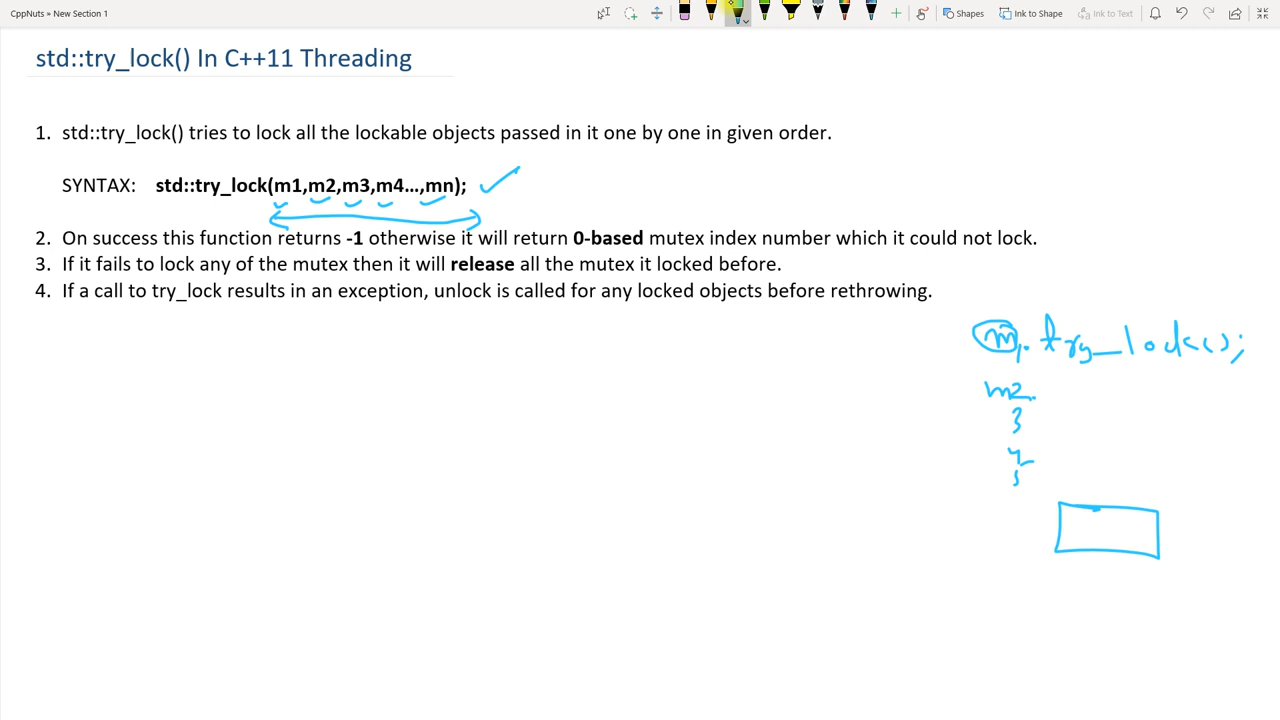 CppNuts » New Section 1
Shapes
Ink to Shape
Ink to Text
std::try_lock() In C++11 Threading
1. std::try_lock() tries to lock all the lockable objects passed in it one by one in given order.
SYNTAX: std::try_lock(m1,m2,m3,m4...,mn);
2. On success this function returns -1 otherwise it will return 0-based mutex index number which it could not lock.
3. If it fails to lock any of the mutex then it will release all the mutex it locked before.
4. If a call to try_lock results in an exception, unlock is called for any locked objects before rethrowing.
m1.try_lock();
m2.
3
4
5